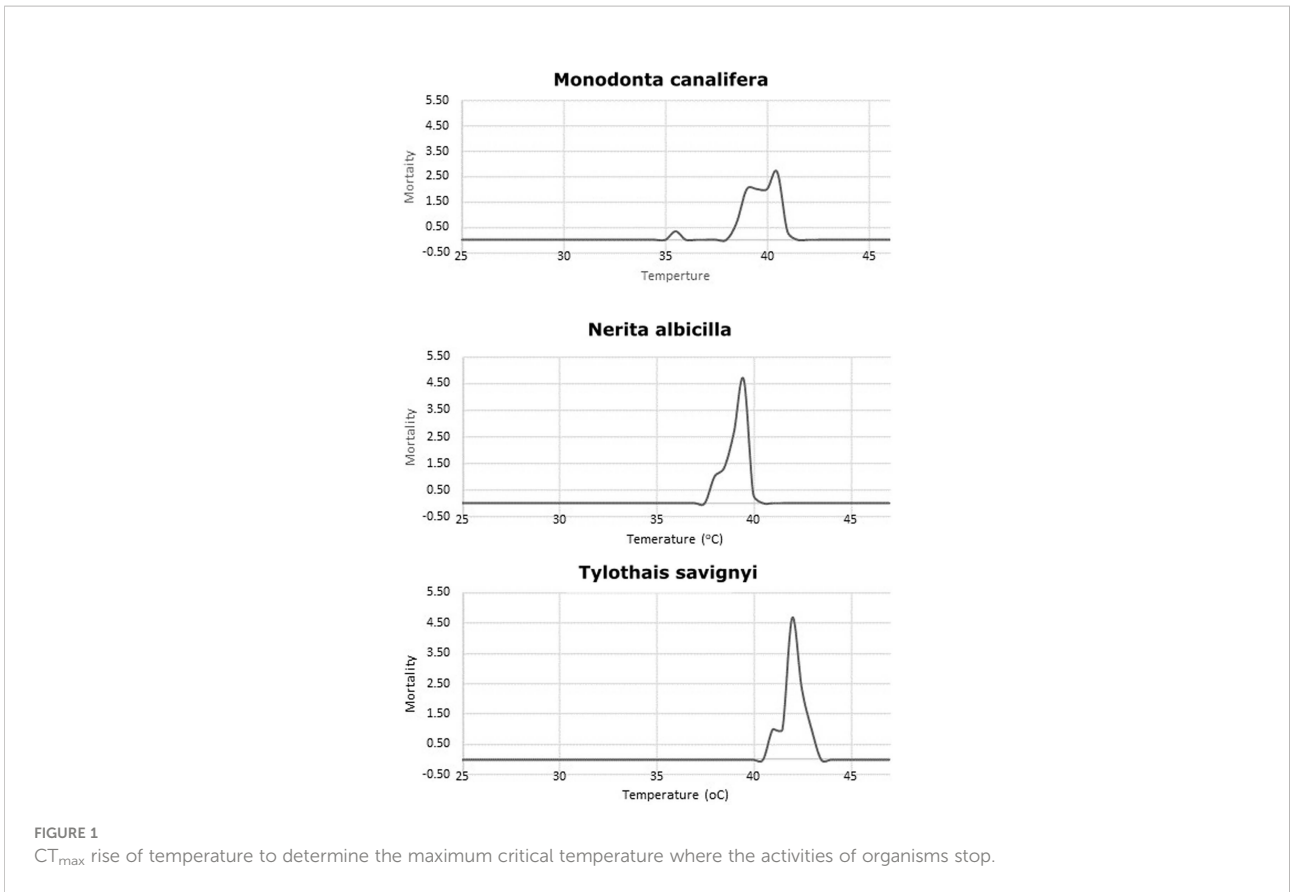 Monodonta canalifera
5.50
4.50
3.50
2.50
1.50
0.50
-0.50
Mortaity
25 30 35 40 45
Temperture
Nerita albicilla
5.50
4.50
3.50
2.50
1.50
0.50
-0.50
Mortality
25 30 35 40 45
Temerature (°C)
Tylothais savignyi
5.50
4.50
3.50
2.50
1.50
0.50
-0.50
Mortality
25 30 35 40 45
Temperature (oC)
FIGURE 1
CTmax rise of temperature to determine the maximum critical temperature where the activities of organisms stop.